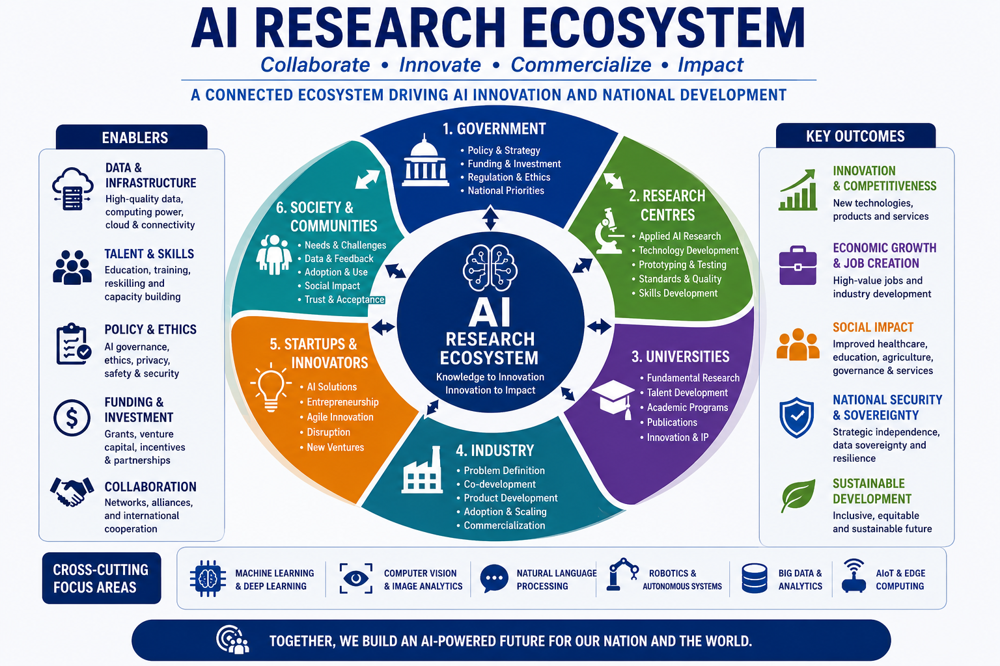 AI RESEARCH ECOSYSTEM
Collaborate • Innovate • Commercialize • Impact
A CONNECTED ECOSYSTEM DRIVING AI INNOVATION AND NATIONAL DEVELOPMENT
ENABLERS
DATA &
INFRASTRUCTURE
High-quality data,
computing power,
cloud & connectivity
TALENT & SKILLS
Education, training,
reskilling and
capacity building
POLICY & ETHICS
AI governance,
ethics, privacy,
safety & security
FUNDING &
INVESTMENT
Grants, venture
capital, incentives
& partnerships
COLLABORATION
Networks, alliances,
and international
cooperation
1. GOVERNMENT
• Policy & Strategy
• Funding & Investment
• Regulation & Ethics
• National Priorities
2. RESEARCH
CENTRES
• Applied AI Research
• Technology Development
• Prototyping & Testing
• Standards & Quality
• Skills Development
3. UNIVERSITIES
• Fundamental Research
• Talent Development
• Academic Programs
• Publications
• Innovation & IP
4. INDUSTRY
• Problem Definition
• Co-development
• Product Development
• Adoption & Scaling
• Commercialization
5. STARTUPS &
INNOVATORS
• AI Solutions
• Entrepreneurship
• Agile Innovation
• Disruption
• New Ventures
6. SOCIETY &
COMMUNITIES
• Needs & Challenges
• Data & Feedback
• Adoption & Use
• Social Impact
• Trust & Acceptance
AI
RESEARCH
ECOSYSTEM
Knowledge to Innovation
Innovation to Impact
KEY OUTCOMES
INNOVATION
& COMPETITIVENESS
New technologies,
products and services
ECONOMIC GROWTH
& JOB CREATION
High-value jobs and
industry development
SOCIAL IMPACT
Improved healthcare,
education, agriculture,
governance & services
NATIONAL SECURITY
& SOVEREIGNTY
Strategic independence,
data sovereignty and
resilience
SUSTAINABLE
DEVELOPMENT
Inclusive, equitable
and sustainable future
CROSS-CUTTING
FOCUS AREAS
MACHINE LEARNING
& DEEP LEARNING
COMPUTER VISION
& IMAGE ANALYTICS
NATURAL LANGUAGE
PROCESSING
ROBOTICS &
AUTONOMOUS SYSTEMS
BIG DATA &
ANALYTICS
AIoT & EDGE
COMPUTING
TOGETHER, WE BUILD AN AI-POWERED FUTURE FOR OUR NATION AND THE WORLD.